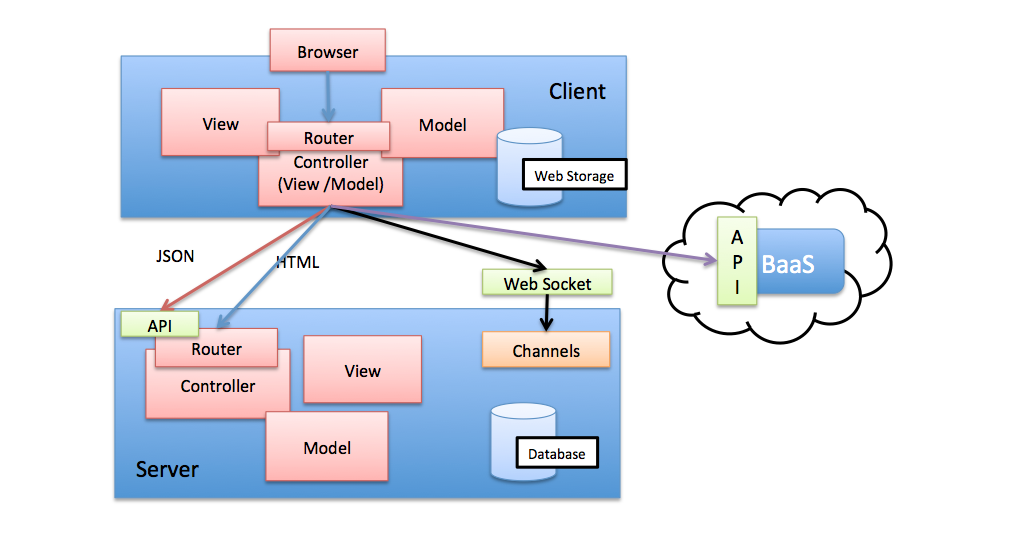 Browser
Client
View
Model
Router
Controller
(View /Model)
Web Storage
A
P
I
BaaS
JSON
HTML
Web Socket
API
Router
Controller
View
Channels
Model
Database
Server